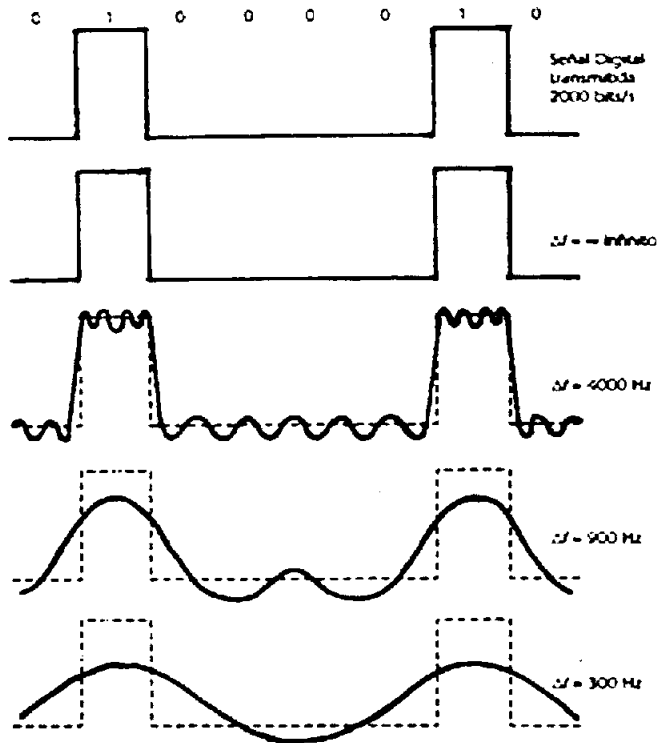 0 1 0 0 0 0 1 0
Señal Digital
transmitida
2000 bits/s
Δf = ∞ Infinito
Δf = 4000 Hz
Δf = 900 Hz
Δf = 300 Hz